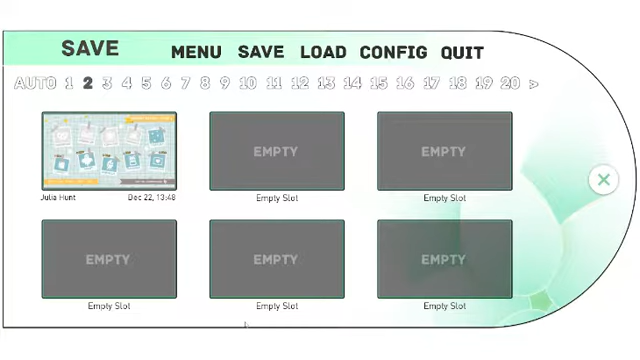 SAVE
MENU SAVE LOAD CONFIG QUIT
AUTO 1 2 3 4 5 6 7 8 9 10 11 12 13 14 15 16 17 18 19 20 >
EMPTY EMPTY
Julia Hunt Dec 22, 13:48 Empty Slot Empty Slot
EMPTY EMPTY EMPTY
Empty Slot Empty Slot Empty Slot